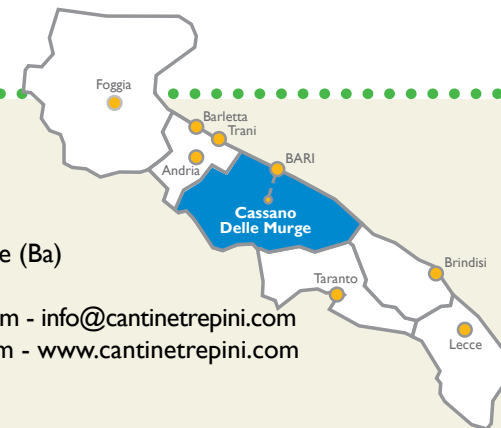 Foggia
Barletta
Trani
BARI
Andria
Cassano
Delle Murge
e (Ba)
Brindisi
Taranto
m - info@cantinetrepini.com
m - www.cantinetrepini.com
Lecce